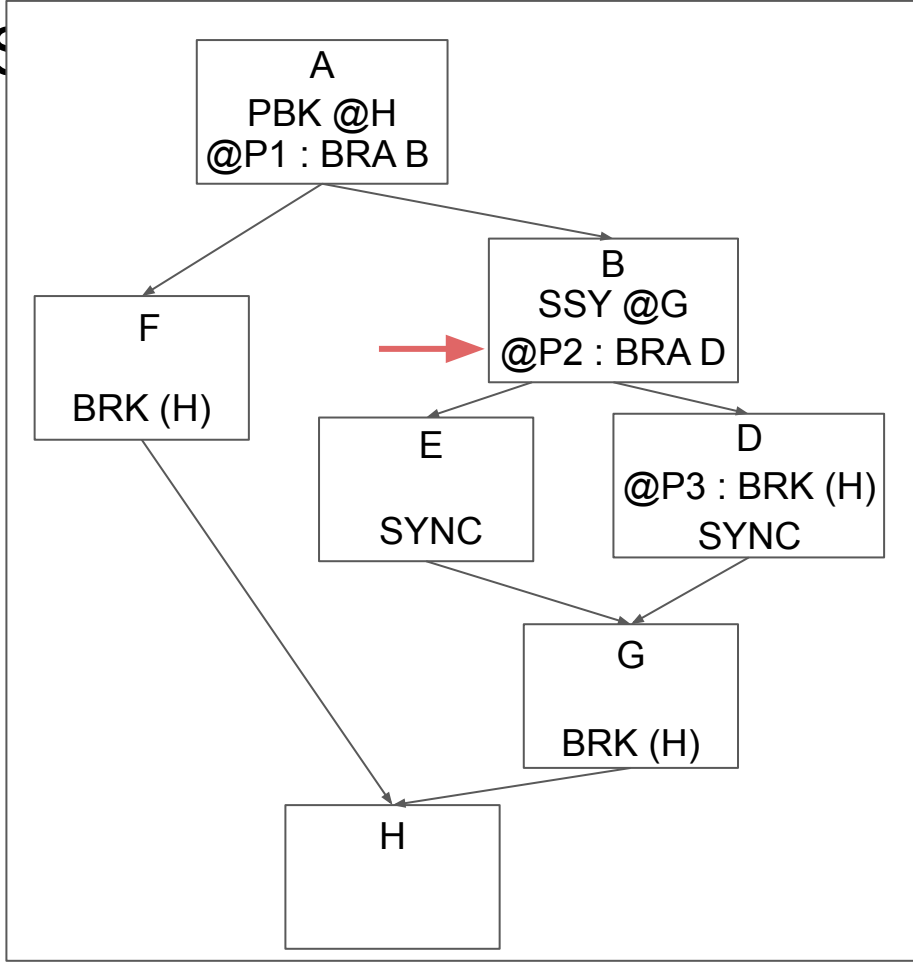 A
PBK @H
@P1 : BRA B
B
SSY @G
@P2 : BRA D
F
BRK (H)
E
SYNC
D
@P3 : BRK (H)
SYNC
G
BRK (H)
H